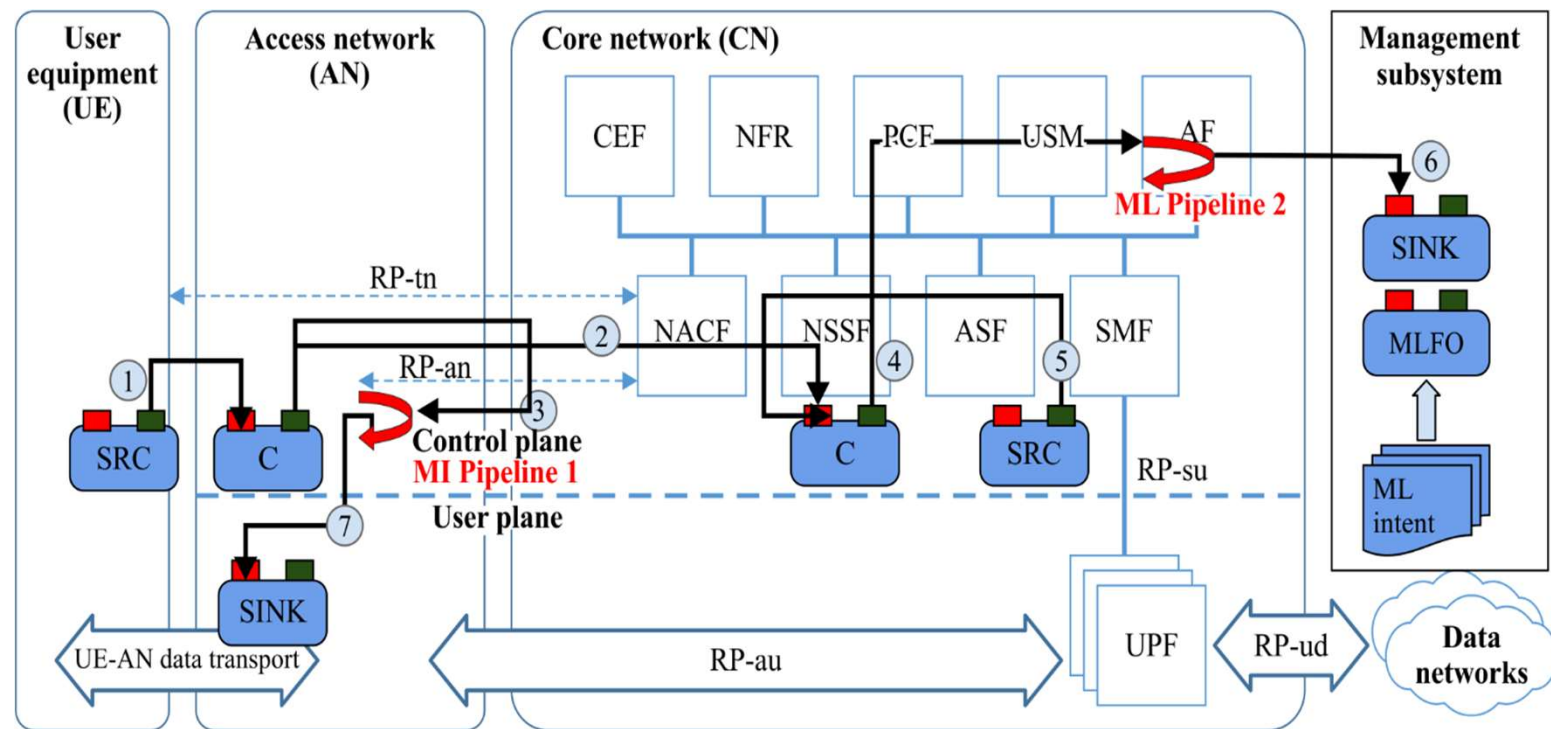 User
equipment
(UE)
Access network
(AN)
Core network (CN)
Management
subsystem
CEF
NFR
PCF
USM
AF
6
ML Pipeline 2
SINK
RP-tn
NACF
NSSF
ASF
SMF
MLFO
2
4
5
1
RP-an
3
SRC
C
Control plane
MI Pipeline 1
C
SRC
RP-su
ML
intent
7
User plane
SINK
UE-AN data transport
RP-au
UPF
RP-ud
Data
networks